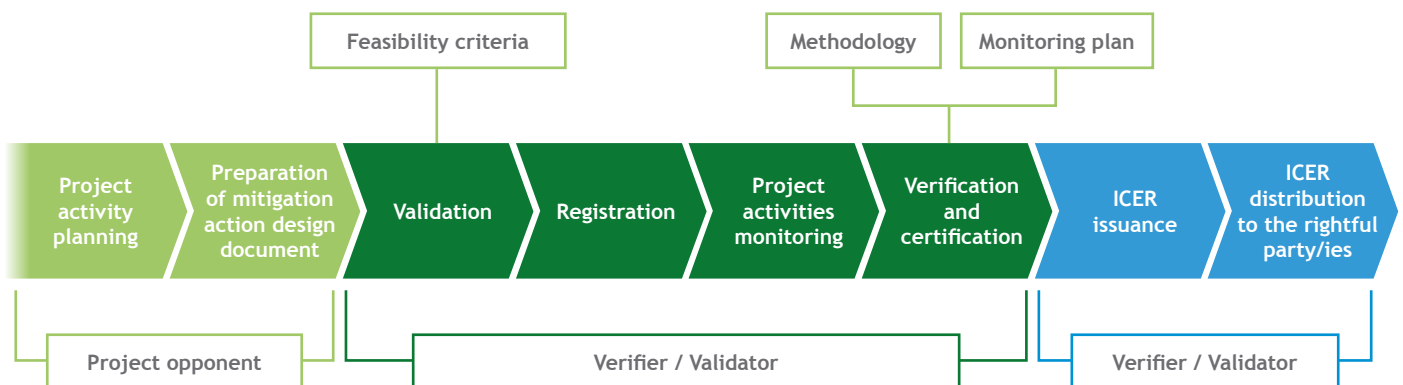 Feasibility criteria
Methodology
Monitoring plan
Project
activity
planning
Preparation
of mitigation
action design
document
Validation
Registration
Project
activities
monitoring
Verification
and
certification
ICER
issuance
ICER
distribution
to the rightful
party/ies
Project opponent
Verifier / Validator
Verifier / Validator